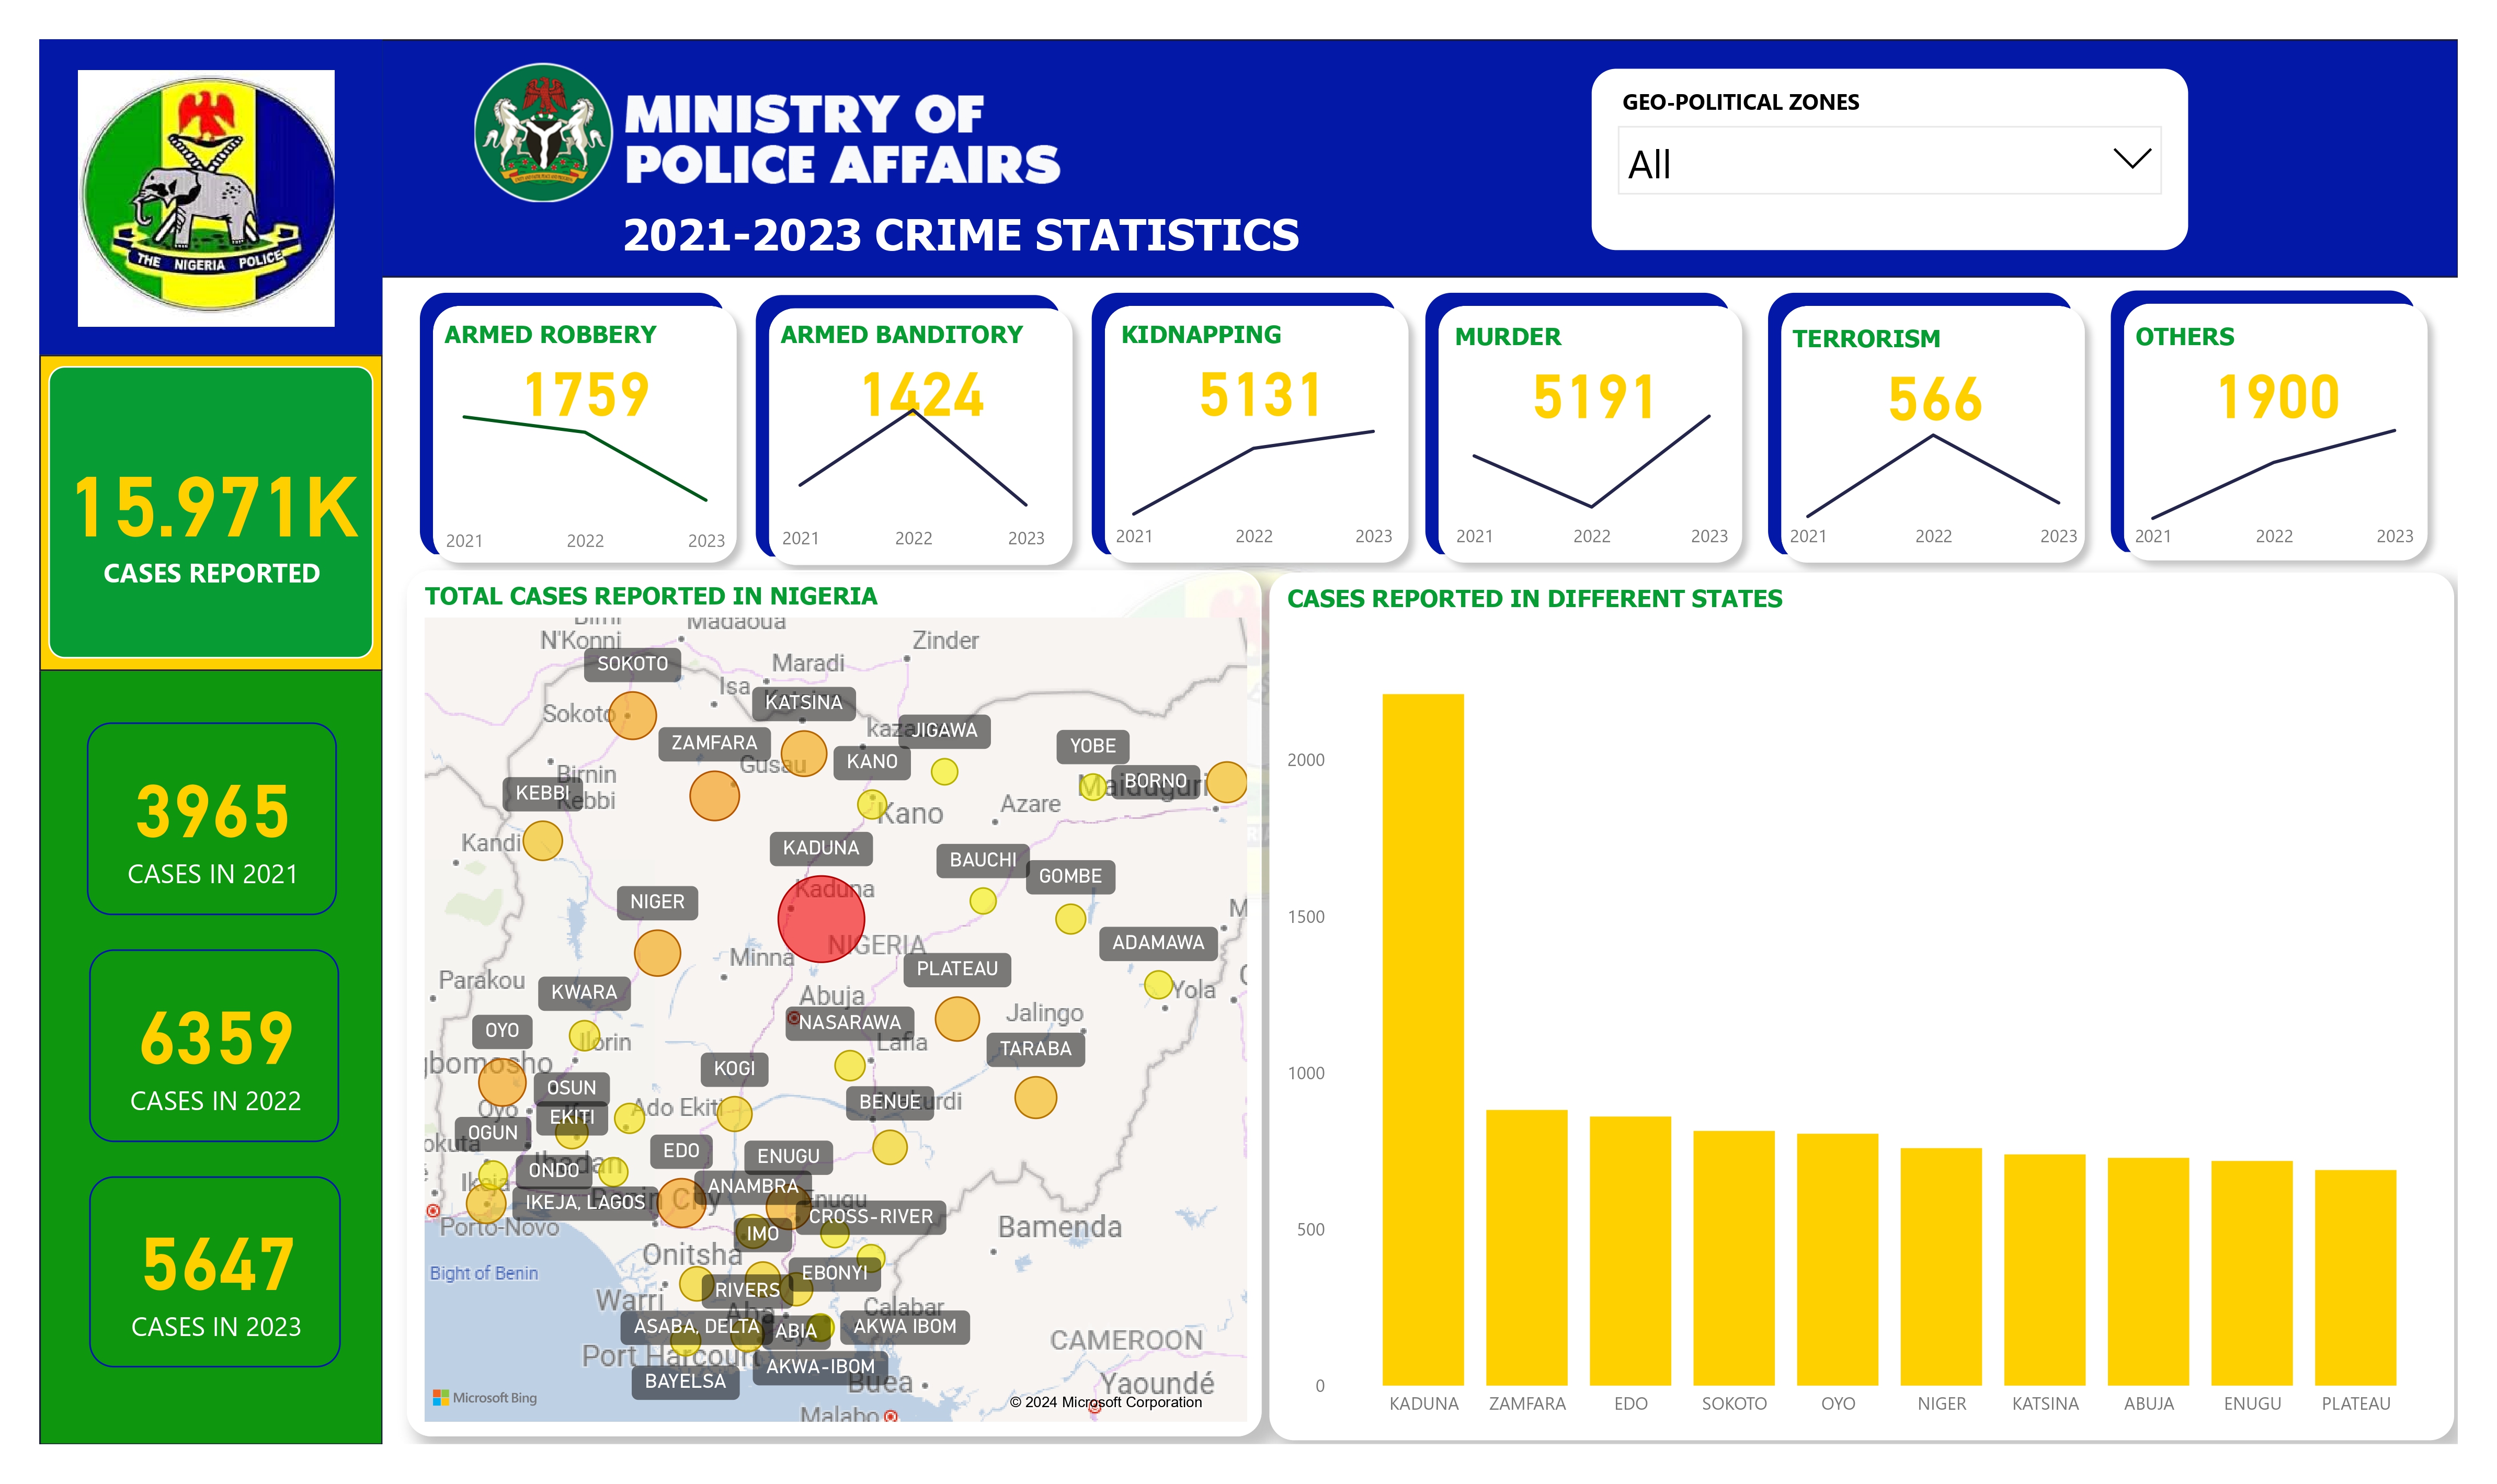 THE NIGERIA POLICE
MINISTRY OF
POLICE AFFAIRS
2021-2023 CRIME STATISTICS
GEO-POLITICAL ZONES
All
15.971K
CASES REPORTED
3965
CASES IN 2021
6359
CASES IN 2022
5647
CASES IN 2023
ARMED ROBBERY
1759
2021 2022 2023
ARMED BANDITORY
1424
2021 2022 2023
KIDNAPPING
5131
2021 2022 2023
MURDER
5191
2021 2022 2023
TERRORISM
566
2021 2022 2023
OTHERS
1900
2021 2022 2023
TOTAL CASES REPORTED IN NIGERIA
Madaoua
N'Konni
Zinder
SOKOTO
Maradi
Isa
KATSINA
Sokoto
JIGAWA
ZAMFARA
YOBE
KANO
Gusau
Birnin
Kebbi
BORNO
KEBBI
Azare
Kano
Kandi
KADUNA
BAUCHI
GOMBE
Kaduna
NIGER
NIGERIA
ADAMAWA
Minna
PLATEAU
Parakou
KWARA
Abuja
Yola
Jalingo
NASARAWA
OYO
Ilorin
Lafia
TARABA
KOGI
OSUN
BENUE
Oyo
Ado Ekiti
EKITI
OGUN
EDO
ENUGU
Ibadan
ONDO
Ikeja
ANAMBRA
IKEJA, LAGOS
Benin City
Enugu
CROSS-RIVER
Porto-Novo
IMO
Bamenda
Onitsha
Bight of Benin
EBONYI
RIVERS
Warri
Aba
Calabar
ASABA, DELTA
ABIA
AKWA IBOM
CAMEROON
Port Harcourt
AKWA-IBOM
BAYELSA
Buea
Yaoundé
Microsoft Bing
© 2024 Microsoft Corporation
Malabo
CASES REPORTED IN DIFFERENT STATES
2000
1500
1000
500
0
KADUNA ZAMFARA EDO SOKOTO OYO NIGER KATSINA ABUJA ENUGU PLATEAU